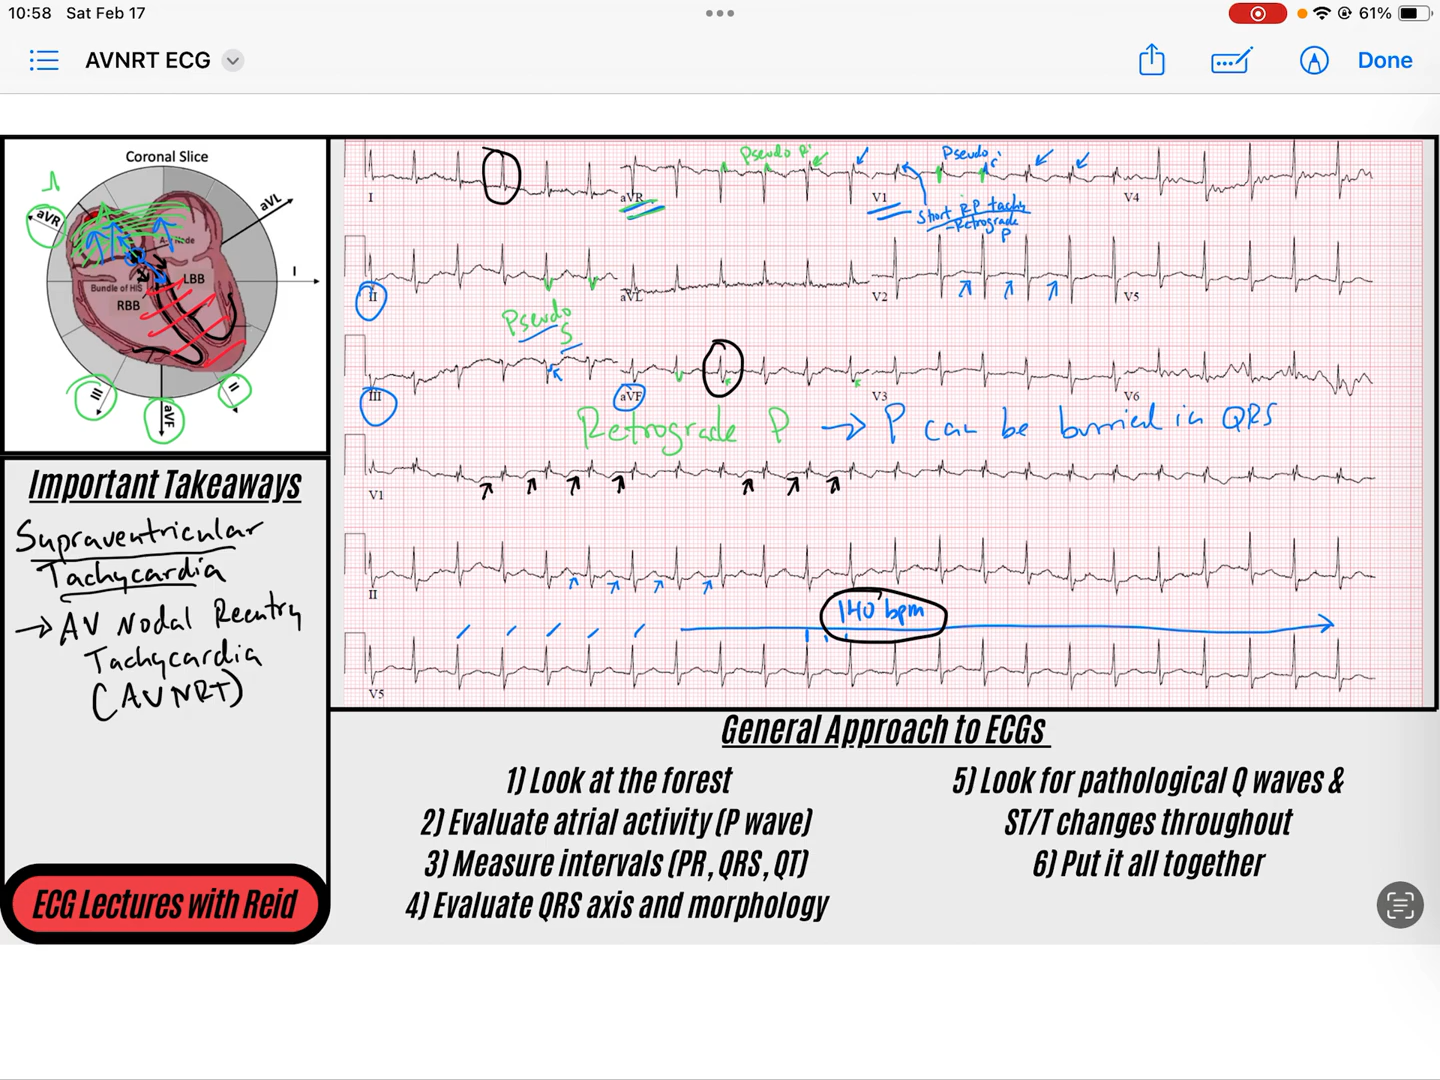 10:58 Sat Feb 17
61%
AVNRT ECG
Done
Coronal Slice
aVR
aVL
A-V Node
I
LBB
Bundle of HIS
RBB
III
aVF
II
Important Takeaways
Supraventricular
Tachycardia
→ AV Nodal Reentry
Tachycardia
(AVNRT)
ECG Lectures with Reid
I
aVR
Pseudo R'
V1
Pseudo r'
Short RP tachy
-Retrograde
P
V4
II
aVL
V2
V5
Pseudo
S
III
aVF
V3
V6
Retrograde P → P can be burried in QRS
V1
II
140 bpm
V5
General Approach to ECGs
1) Look at the forest
2) Evaluate atrial activity (P wave)
3) Measure intervals (PR, QRS, QT)
4) Evaluate QRS axis and morphology
5) Look for pathological Q waves &
ST/T changes throughout
6) Put it all together